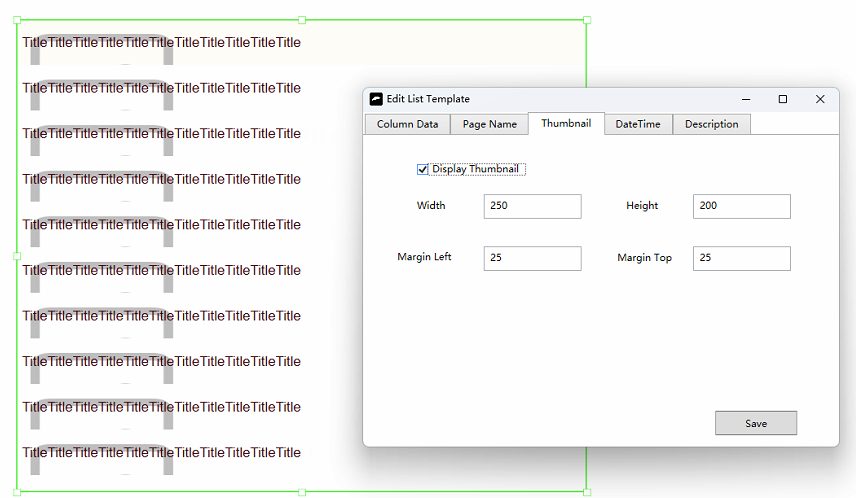 TitleTitleTitleTitleTitleTitleTitleTitleTitleTitleTitle
TitleTitleTitleTitleTitleTitleTitleTitleTitleTitleTitle
TitleTitleTitleTitleTitleTitleTitleTitleTitleTitleTitle
TitleTitleTitleTitleTitleTitleTitleTitleTitleTitleTitle
TitleTitleTitleTitleTitleTitleTitleTitleTitleTitleTitle
TitleTitleTitleTitleTitleTitleTitleTitleTitleTitleTitle
TitleTitleTitleTitleTitleTitleTitleTitleTitleTitleTitle
TitleTitleTitleTitleTitleTitleTitleTitleTitleTitleTitle
TitleTitleTitleTitleTitleTitleTitleTitleTitleTitleTitle
TitleTitleTitleTitleTitleTitleTitleTitleTitleTitleTitle
Edit List Template
Column Data Page Name Thumbnail DateTime Description
Display Thumbnail
Width 250 Height 200
Margin Left 25 Margin Top 25
Save